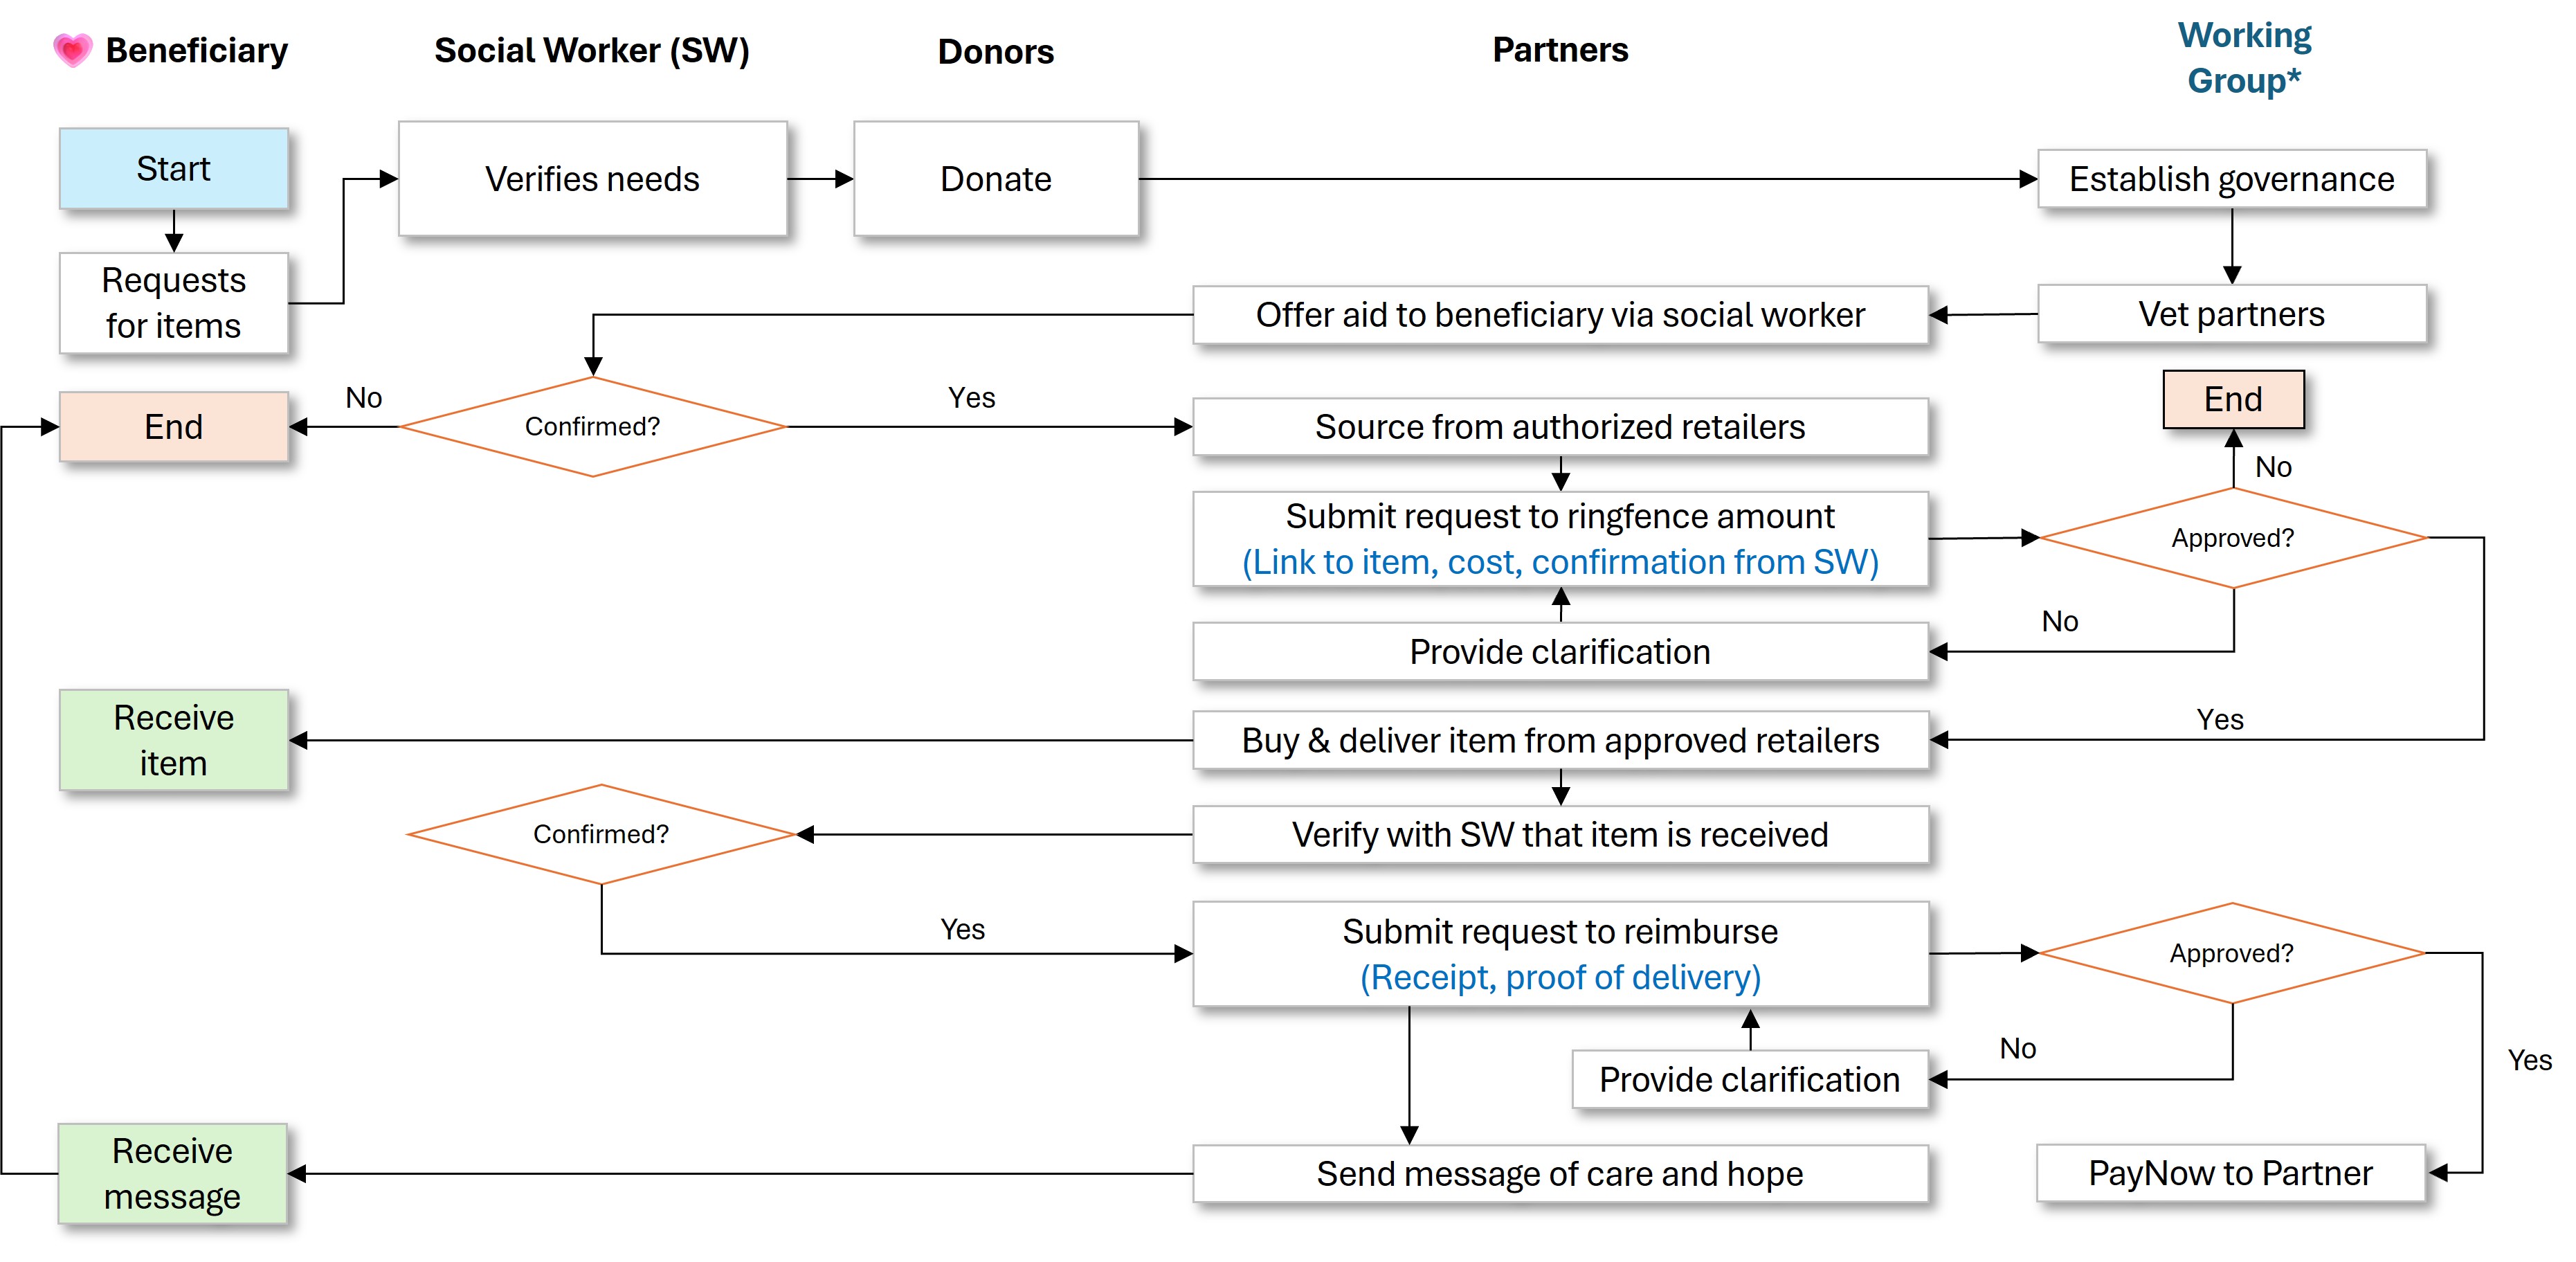 Beneficiary
Social Worker (SW)
Donors
Partners
Working
Group*
Start
Verifies needs
Donate
Establish governance
Requests
for items
Offer aid to beneficiary via social worker
Vet partners
End
No
Confirmed?
Yes
Source from authorized retailers
End
No
Submit request to ringfence amount
(Link to item, cost, confirmation from SW)
Approved?
No
Provide clarification
Receive
item
Buy & deliver item from approved retailers
Yes
Confirmed?
Verify with SW that item is received
Yes
Submit request to reimburse
(Receipt, proof of delivery)
Approved?
No
Yes
Provide clarification
Receive
message
Send message of care and hope
PayNow to Partner